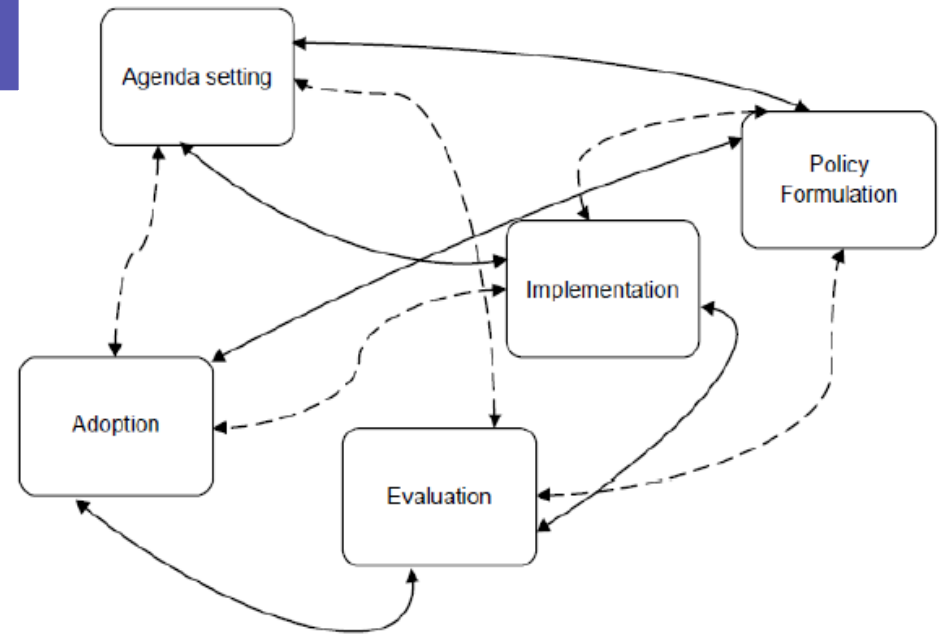 Agenda setting
Policy
Formulation
Implementation
Adoption
Evaluation